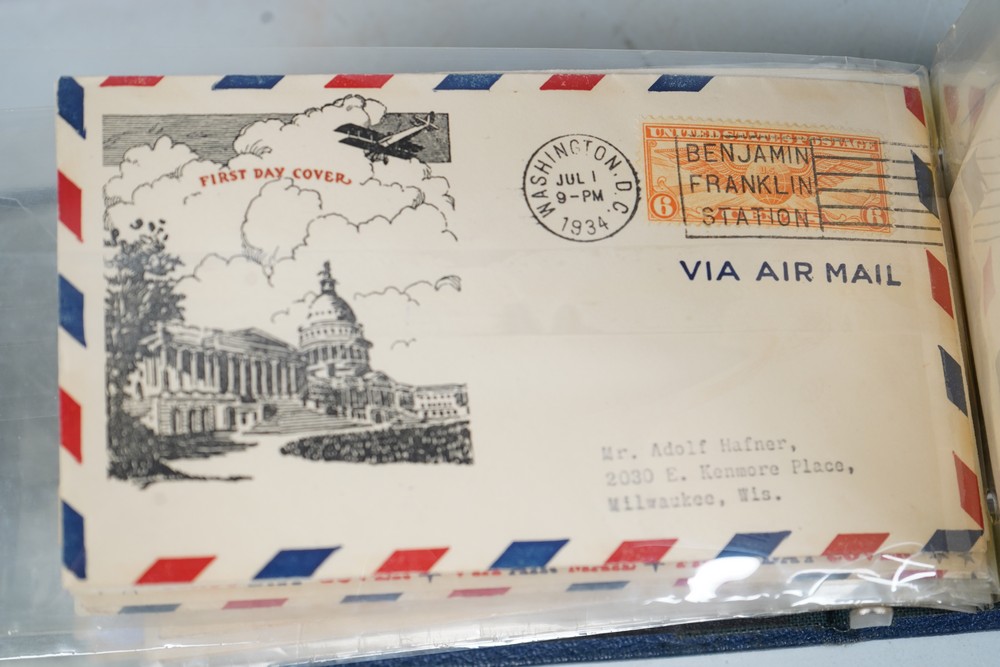 FIRST DAY COVER
WASHINGTON, D.C.
JUL 1
9-PM
1934
UNITED STATES POSTAGE
BENJAMIN
FRANKLIN
STATION
6 6
VIA AIR MAIL
Mr. Adolf Hafner,
2030 E. Kenmore Place,
Milwaukee, Wis.